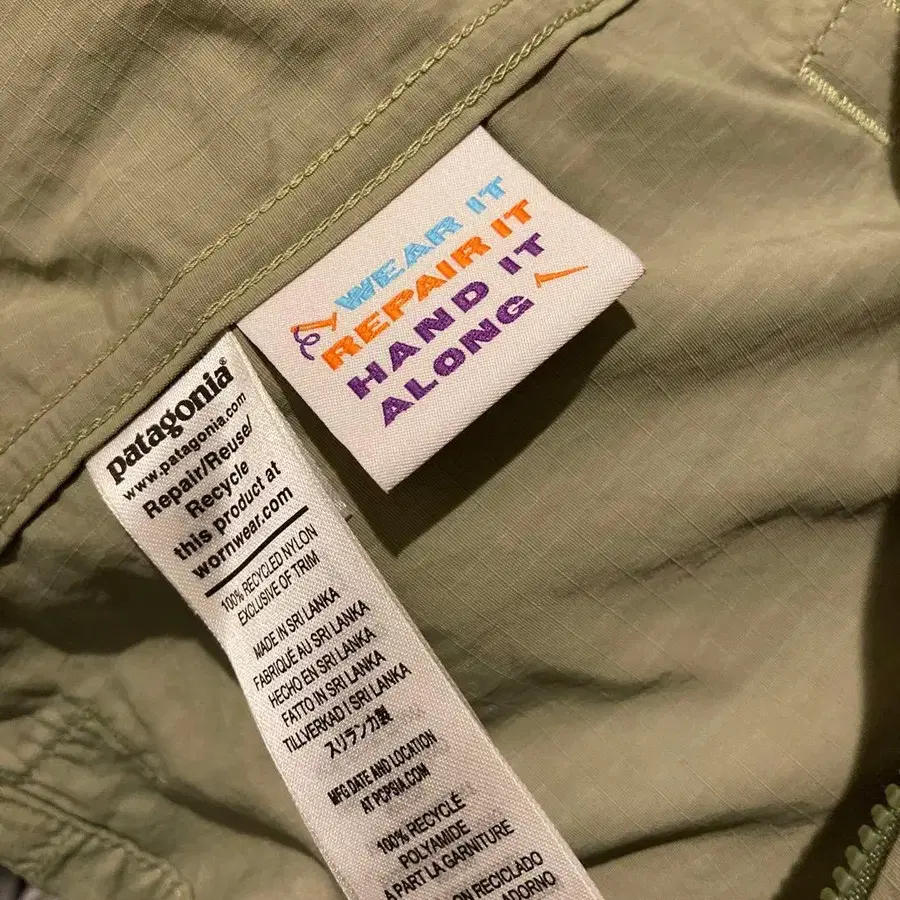 WEAR IT
REPAIR IT
HAND IT
ALONG
patagonia®
www.patagonia.com
Repair/Reuse/
Recycle
this product at
wornwear.com
100% RECYCLED NYLON
EXCLUSIVE OF TRIM
MADE IN SRI LANKA
FABRIQUÉ AU SRI LANKA
HECHO EN SRI LANKA
FATTO IN SRI LANKA
TILLVERKAD I SRI LANKA
スリランカ製
MFG DATE AND LOCATION
AT PCPSIA.COM
100% RECYCLÉ
POLYAMIDE
À PART LA GARNITURE
ON RECICLADO
ADORNO